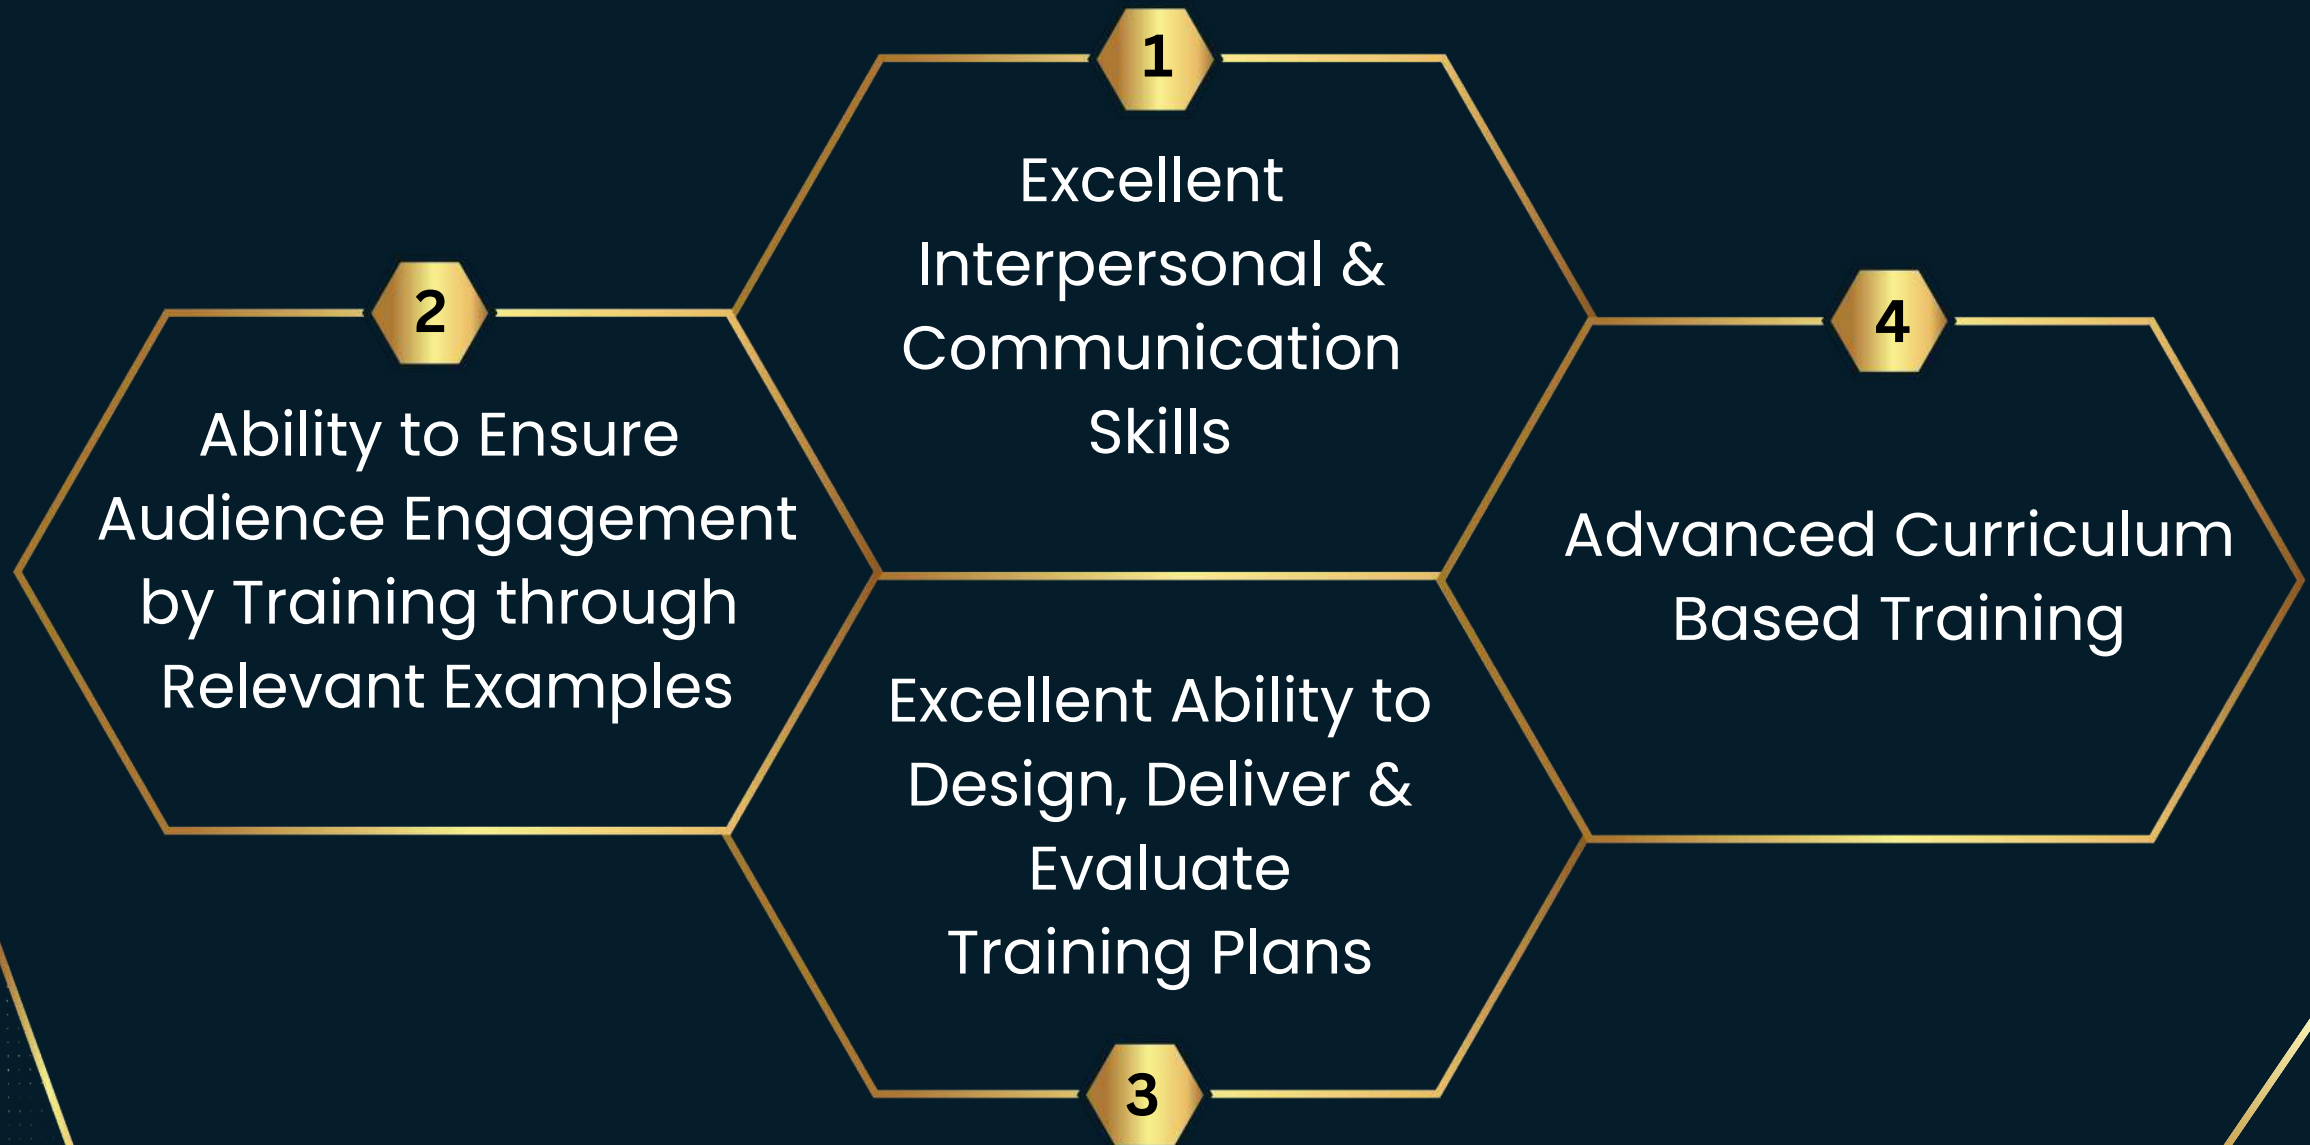 1
Excellent
Interpersonal &
Communication
Skills
2
Ability to Ensure
Audience Engagement
by Training through
Relevant Examples
Excellent Ability to
Design, Deliver &
Evaluate
Training Plans
3
4
Advanced Curriculum
Based Training